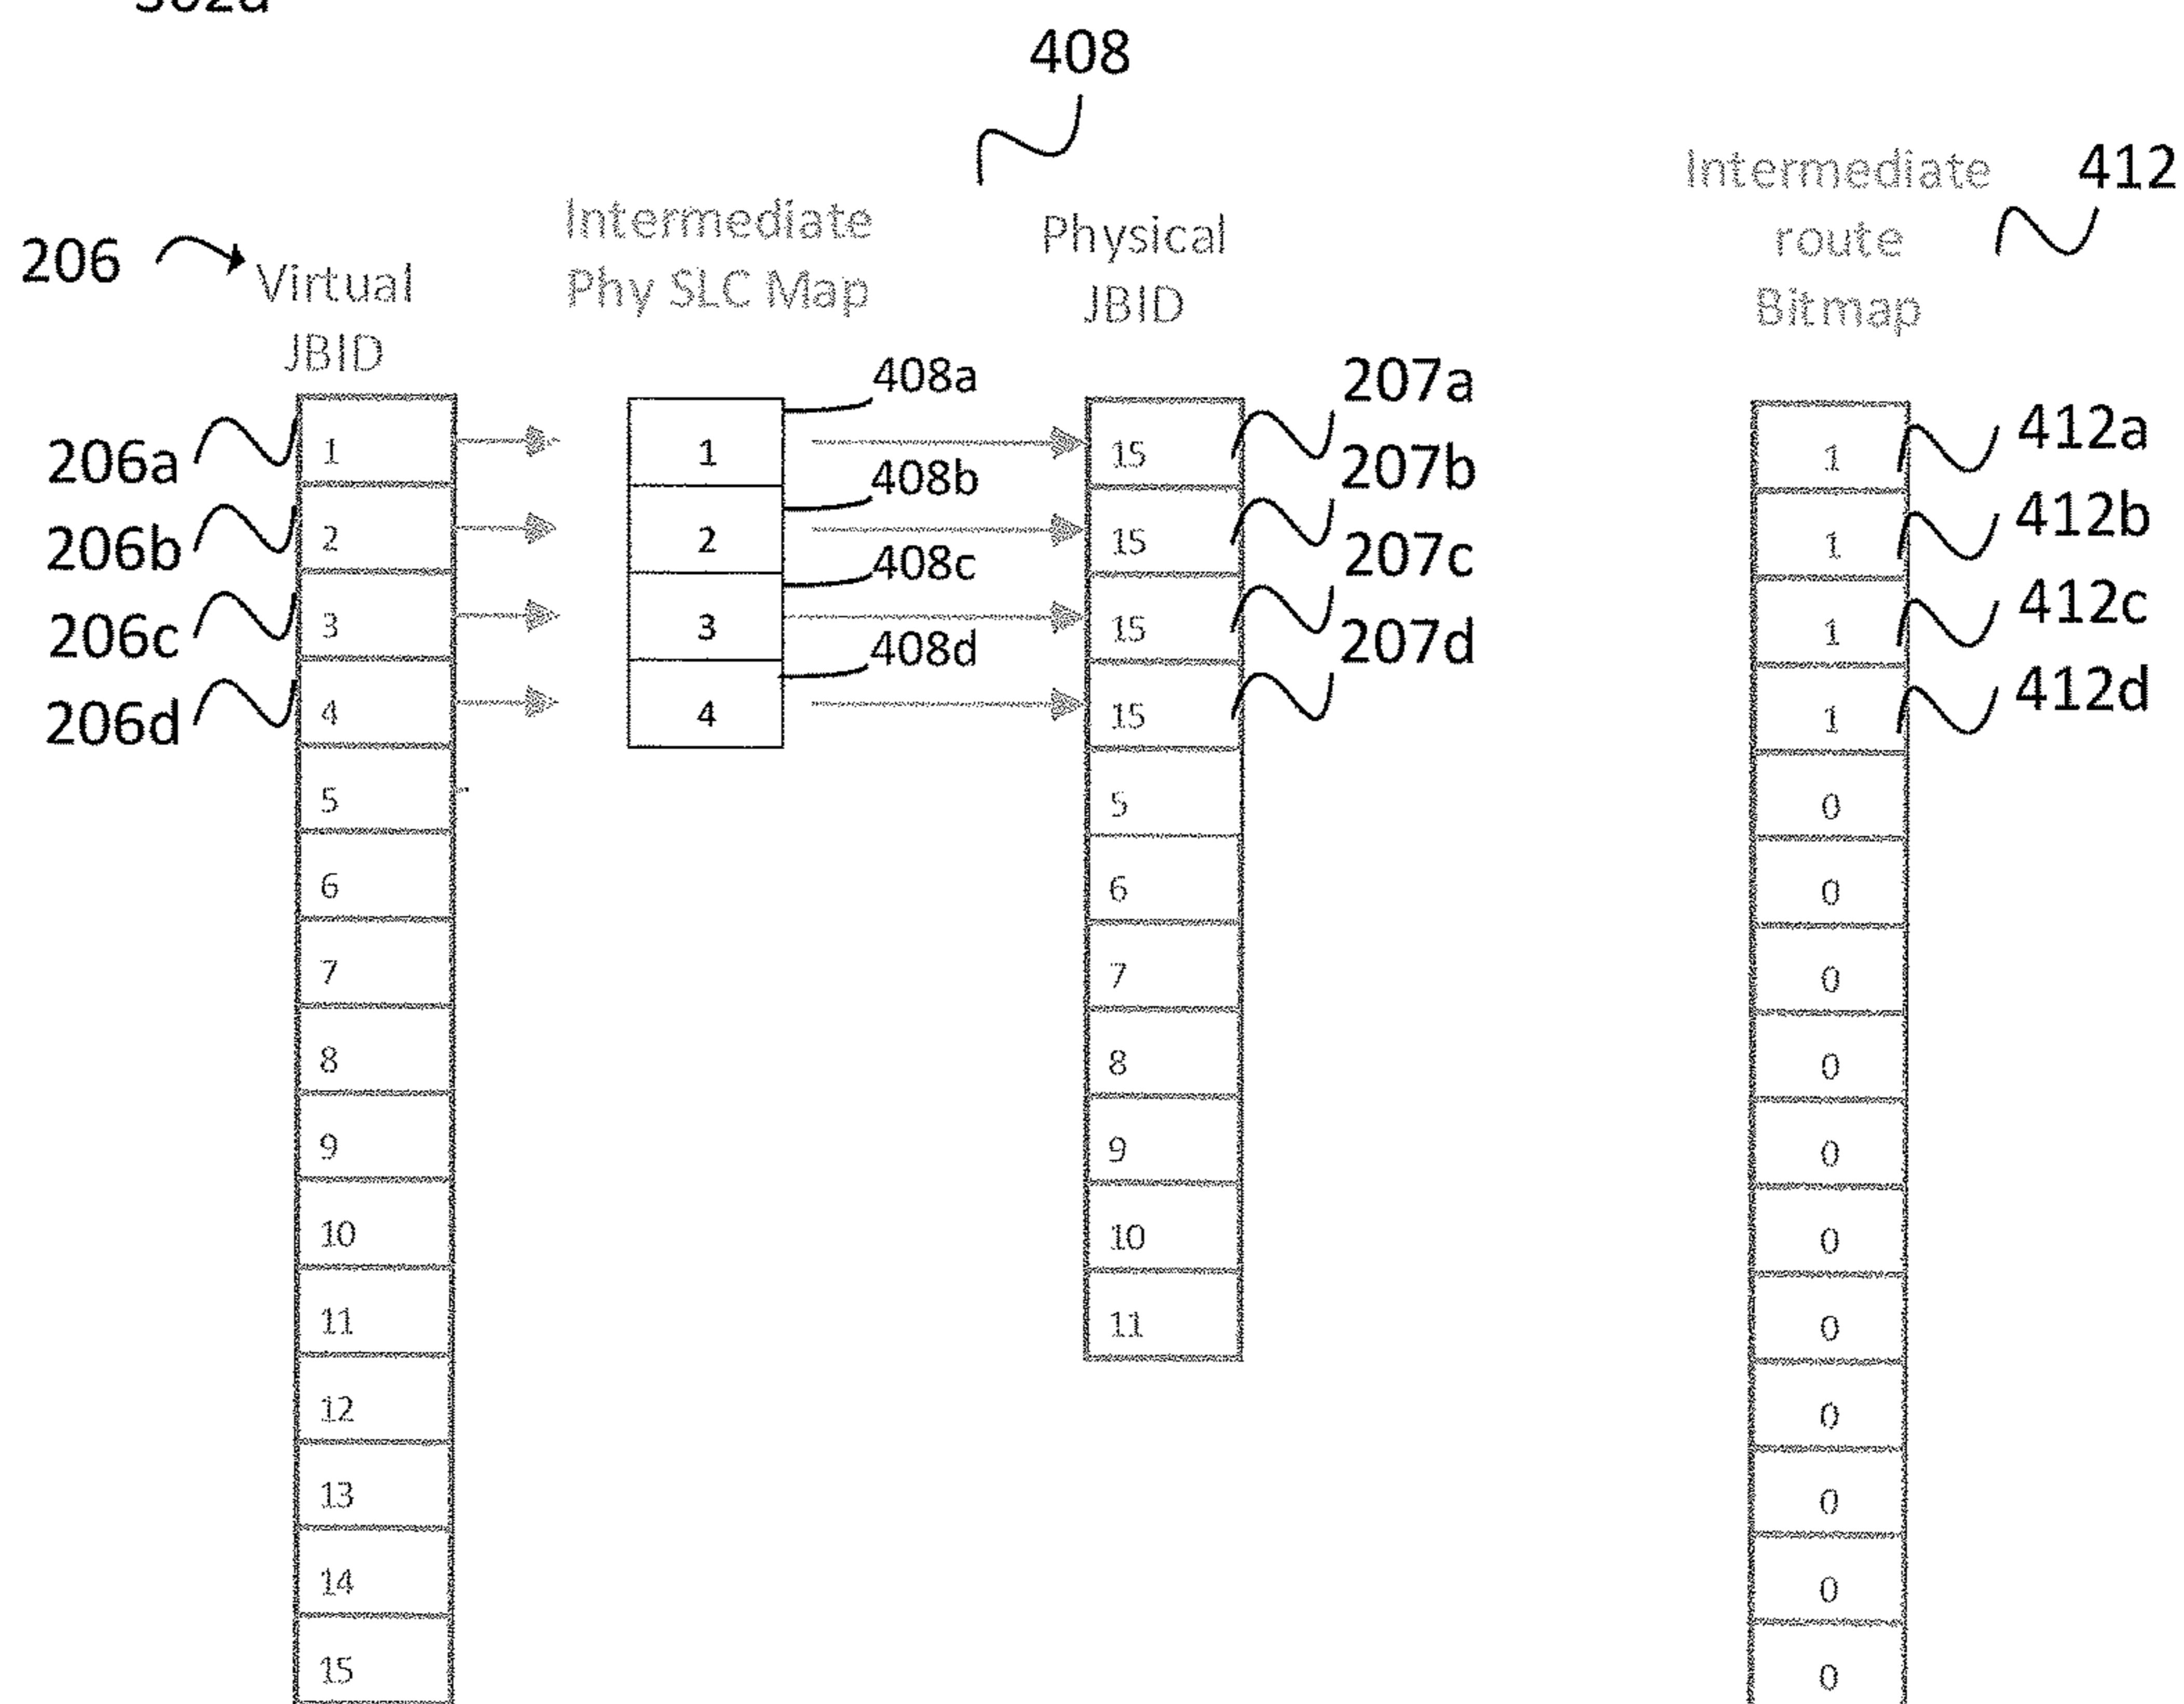 408
Intermediate
route
Bitmap
412
Intermediate
Phy SLC Map
Physical
JBID
206
Virtual
JBID
408a
207a
206a
1
1
15
1
412a
408b
207b
206b
2
2
15
1
412b
408c
207c
206c
3
3
15
1
412c
408d
207d
206d
4
4
15
1
412d
5
5
0
6
6
0
7
7
0
8
8
0
9
9
0
10
10
0
11
11
0
12
0
13
0
14
0
15
0